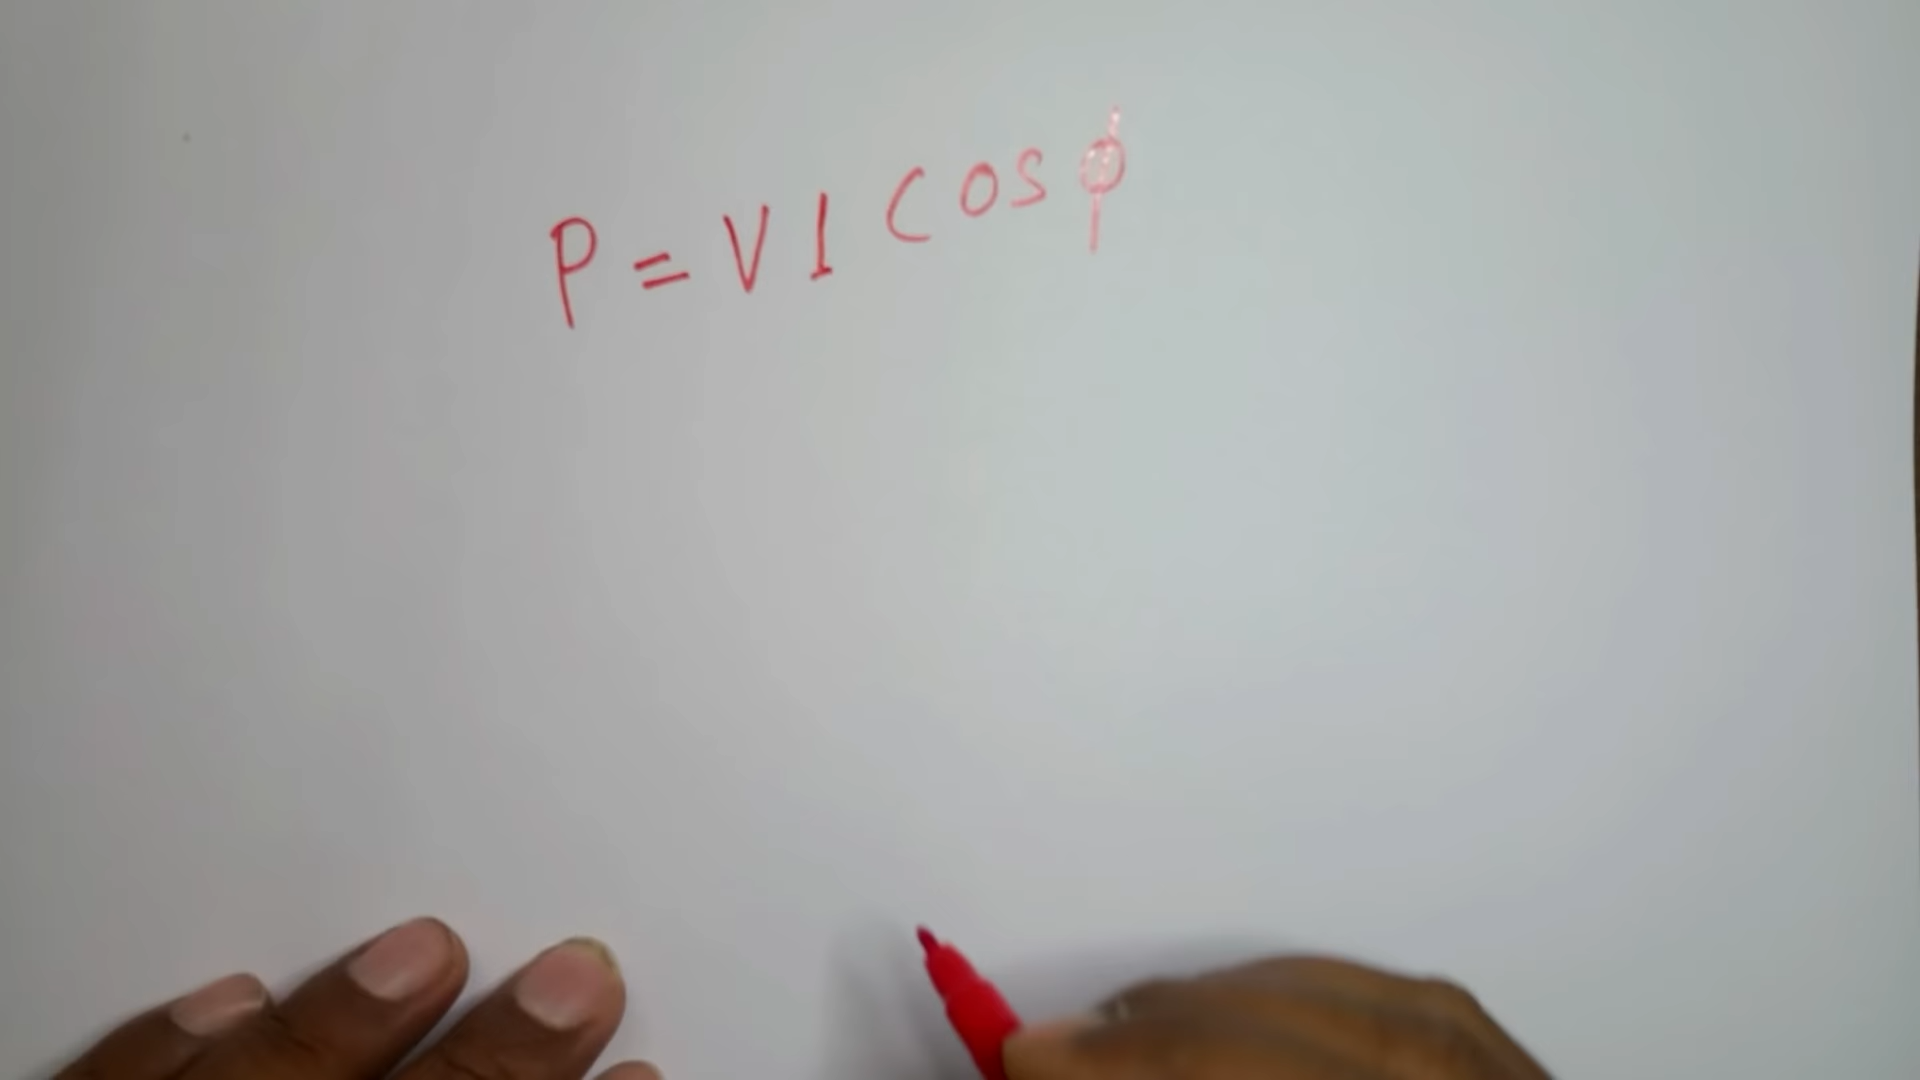 P = V I COS ϕ